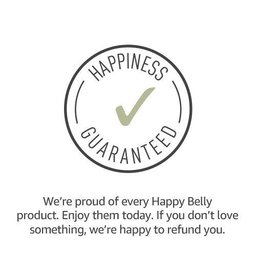 HAPPINESS
GUARANTEED
We're proud of every Happy Belly
product. Enjoy them today. If you don't love
something, we're happy to refund you.